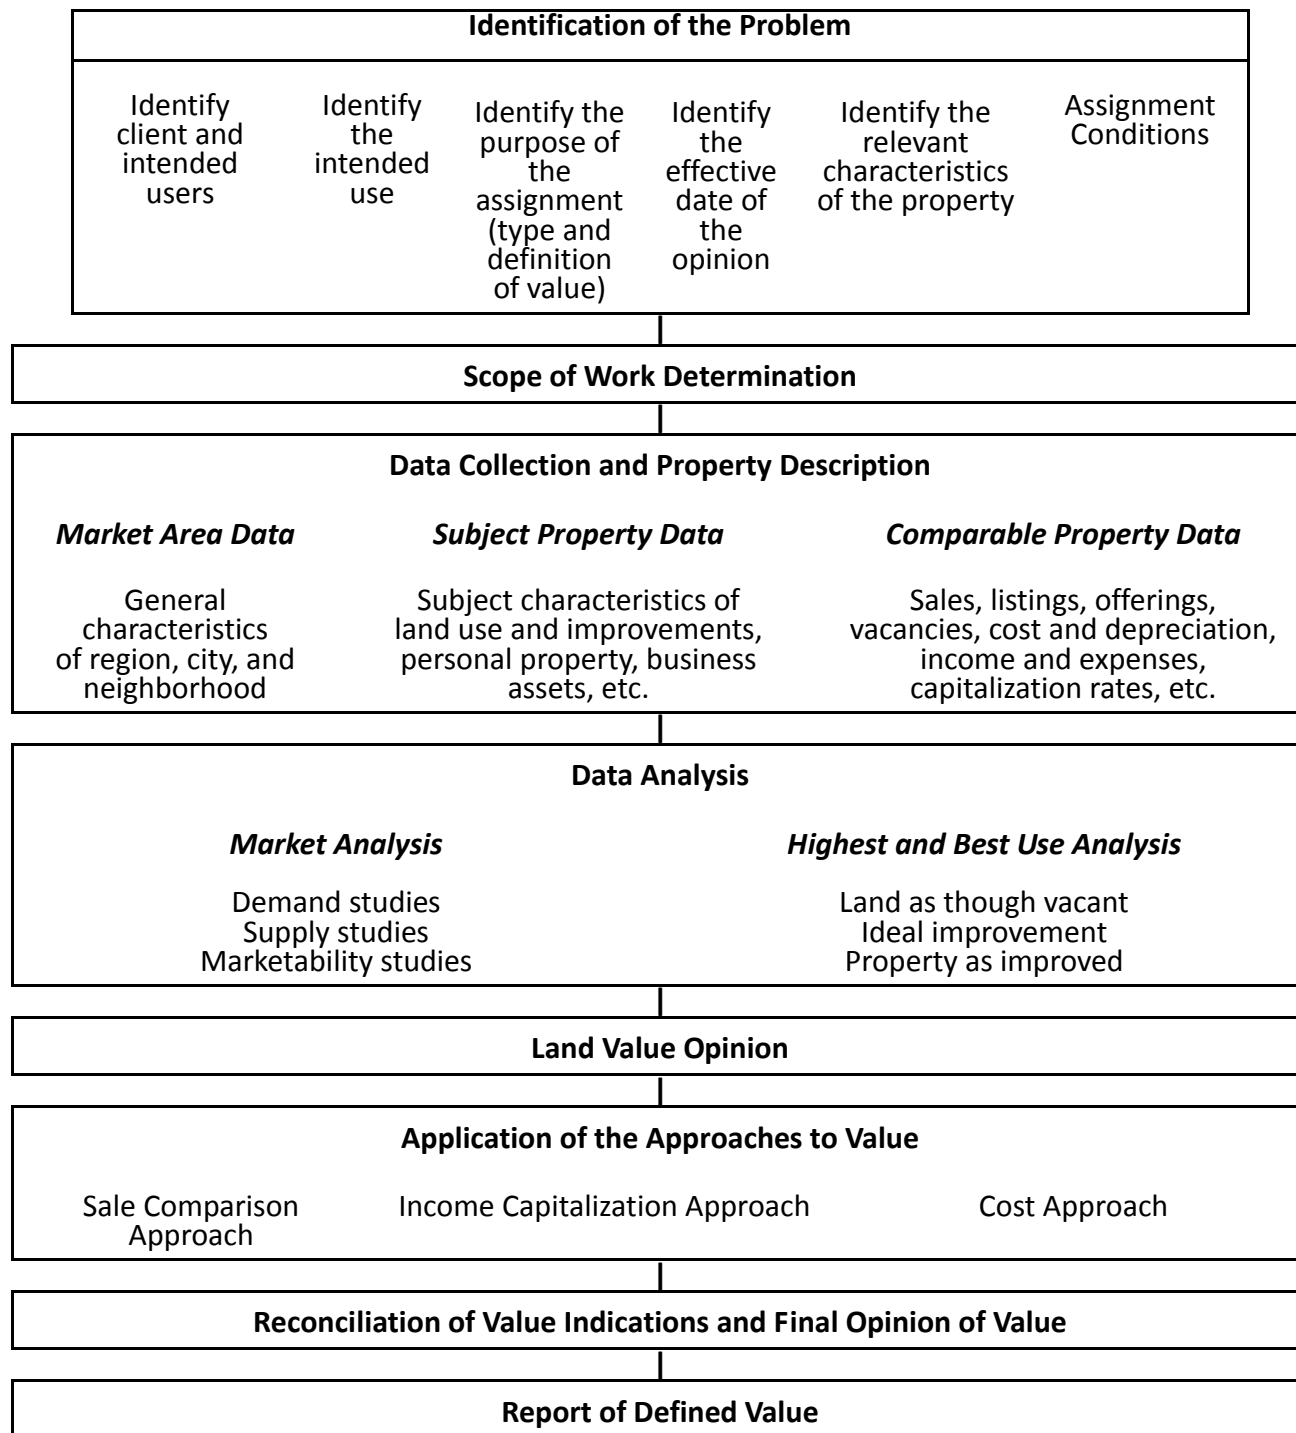 Identification of the Problem
Identify
client and
intended
users
Identify
the
intended
use
Identify the
purpose of
the
assignment
(type and
definition
of value)
Identify
the
effective
date of
the
opinion
Identify the
relevant
characteristics
of the property
Assignment
Conditions
Scope of Work Determination
Data Collection and Property Description
Market Area Data
General
characteristics
of region, city, and
neighborhood
Subject Property Data
Subject characteristics of
land use and improvements,
personal property, business
assets, etc.
Comparable Property Data
Sales, listings, offerings,
vacancies, cost and depreciation,
income and expenses,
capitalization rates, etc.
Data Analysis
Market Analysis
Demand studies
Supply studies
Marketability studies
Highest and Best Use Analysis
Land as though vacant
Ideal improvement
Property as improved
Land Value Opinion
Application of the Approaches to Value
Sale Comparison
Approach
Income Capitalization Approach
Cost Approach
Reconciliation of Value Indications and Final Opinion of Value
Report of Defined Value